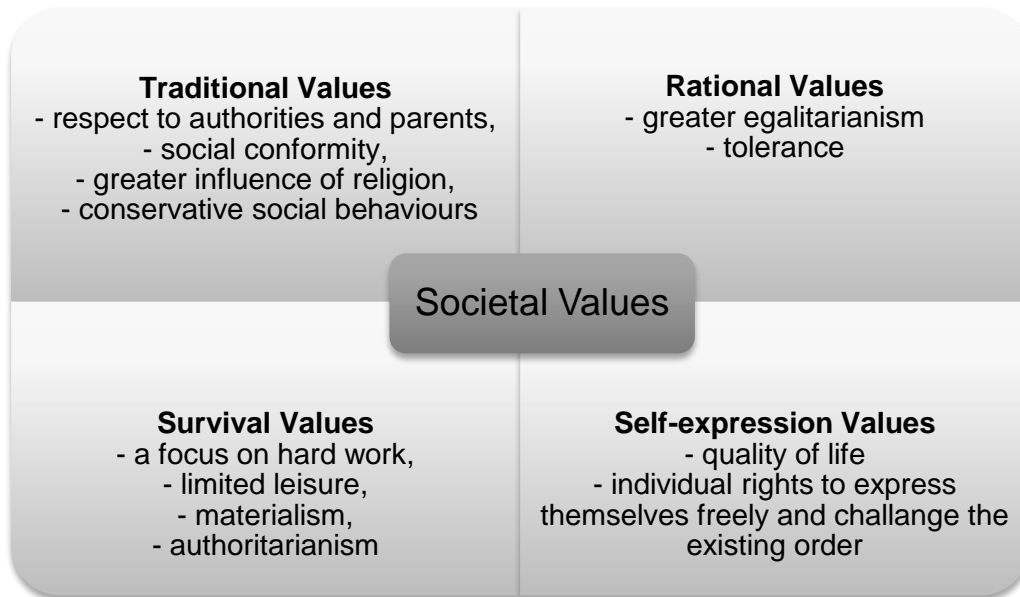 Traditional Values
- respect to authorities and parents,
- social conformity,
- greater influence of religion,
- conservative social behaviours
Rational Values
- greater egalitarianism
- tolerance
Societal Values
Survival Values
- a focus on hard work,
- limited leisure,
- materialism,
- authoritarianism
Self-expression Values
- quality of life
- individual rights to express
themselves freely and challange the
existing order